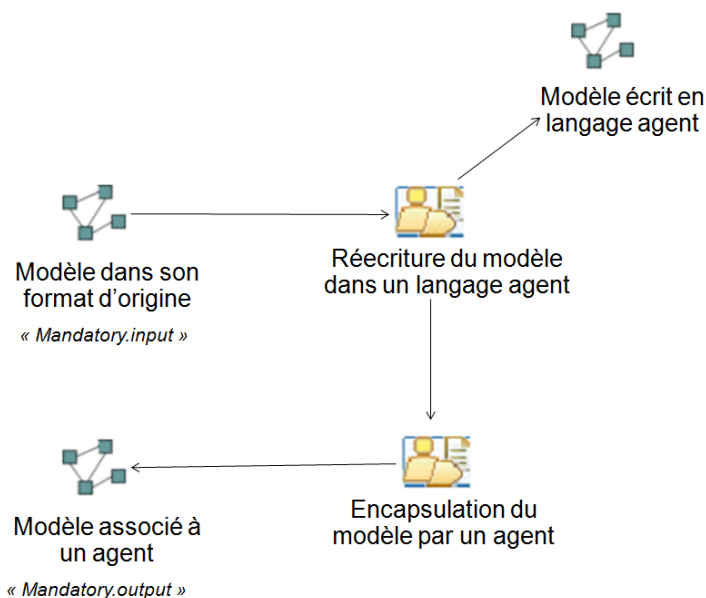 Modèle écrit en
langage agent
Modèle dans son
format d’origine
« Mandatory.input »
Réecriture du modèle
dans un langage agent
Modèle associé à
un agent
« Mandatory.output »
Encapsulation du
modèle par un agent